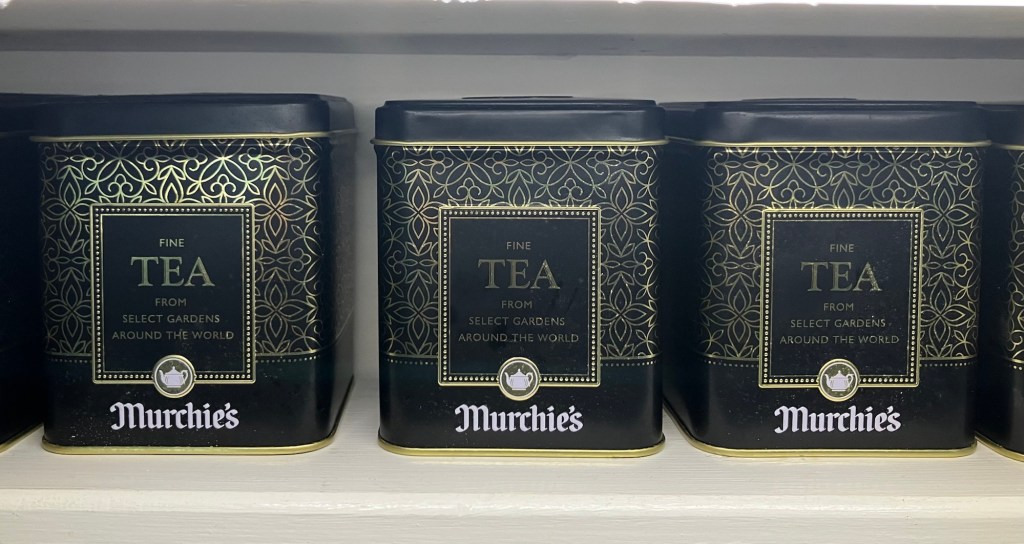 FINE
TEA
FROM
SELECT GARDENS
AROUND THE WORLD
Murchie's
FINE
TEA
FROM
SELECT GARDENS
AROUND THE WORLD
Murchie's
FINE
TEA
FROM
SELECT GARDENS
AROUND THE WORLD
Murchie's